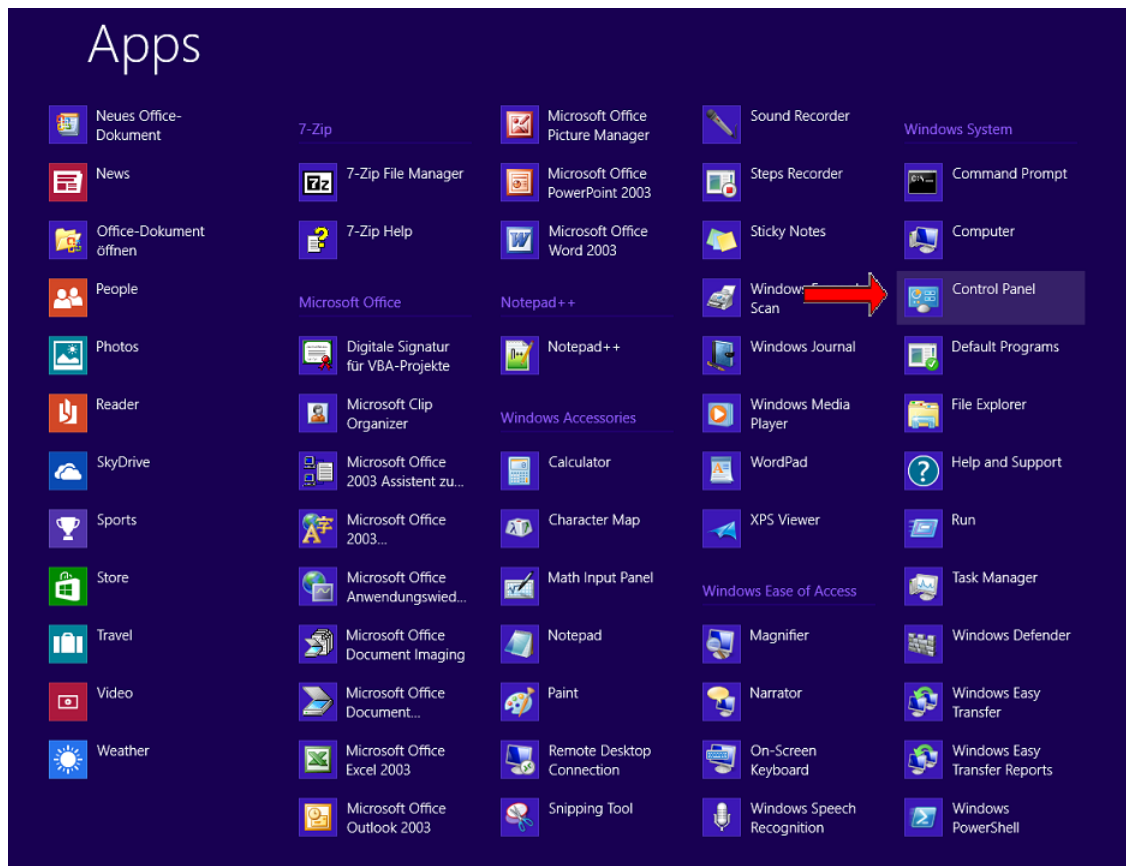 Apps
Neues Office-
Dokument
News
Office-Dokument
öffnen
People
Photos
Reader
SkyDrive
Sports
Store
Travel
Video
Weather
7-Zip
7-Zip File Manager
7-Zip Help
Microsoft Office
Digitale Signatur
für VBA-Projekte
Microsoft Clip
Organizer
Microsoft Office
2003 Assistent zu...
Microsoft Office
2003...
Microsoft Office
Anwendungswied...
Microsoft Office
Document Imaging
Microsoft Office
Document...
Microsoft Office
Excel 2003
Microsoft Office
Outlook 2003
Microsoft Office
Picture Manager
Microsoft Office
PowerPoint 2003
Microsoft Office
Word 2003
Notepad++
Notepad++
Windows Accessories
Calculator
Character Map
Math Input Panel
Notepad
Paint
Remote Desktop
Connection
Snipping Tool
Sound Recorder
Steps Recorder
Sticky Notes
Windows
Scan
Windows Journal
Windows Media
Player
WordPad
XPS Viewer
Windows Ease of Access
Magnifier
Narrator
On-Screen
Keyboard
Windows Speech
Recognition
Windows System
Command Prompt
Computer
Control Panel
Default Programs
File Explorer
Help and Support
Run
Task Manager
Windows Defender
Windows Easy
Transfer
Windows Easy
Transfer Reports
Windows
PowerShell